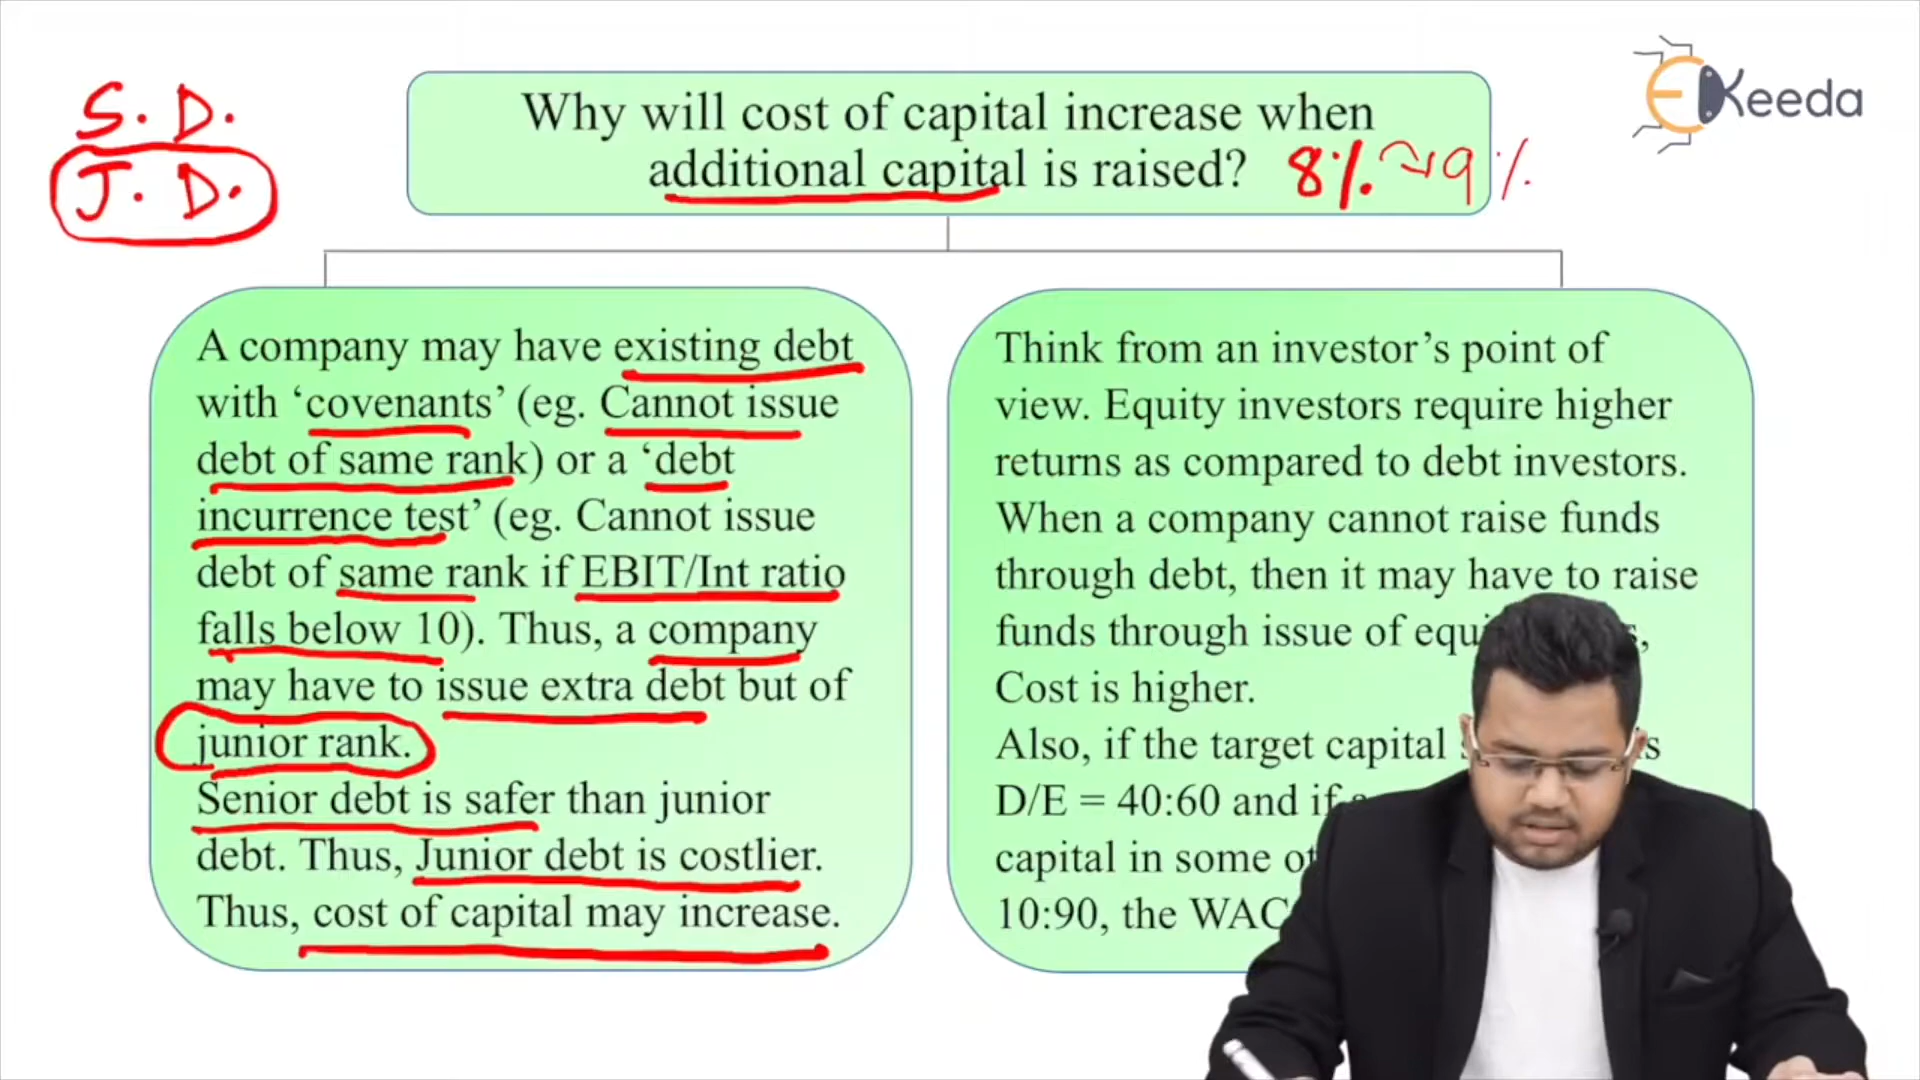 S. D.
J. D.
Why will cost of capital increase when
additional capital is raised? 8% 9%
EKeeda
A company may have existing debt
with ‘covenants’ (eg. Cannot issue
debt of same rank) or a ‘debt
incurrence test’ (eg. Cannot issue
debt of same rank if EBIT/Int ratio
falls below 10). Thus, a company
may have to issue extra debt but of
junior rank.
Senior debt is safer than junior
debt. Thus, Junior debt is costlier.
Thus, cost of capital may increase.
Think from an investor’s point of
view. Equity investors require higher
returns as compared to debt investors.
When a company cannot raise funds
through debt, then it may have to raise
funds through issue of
Cost is higher.
Also, if the target capital
D/E = 40:60 and if
capital in some
10:90, the